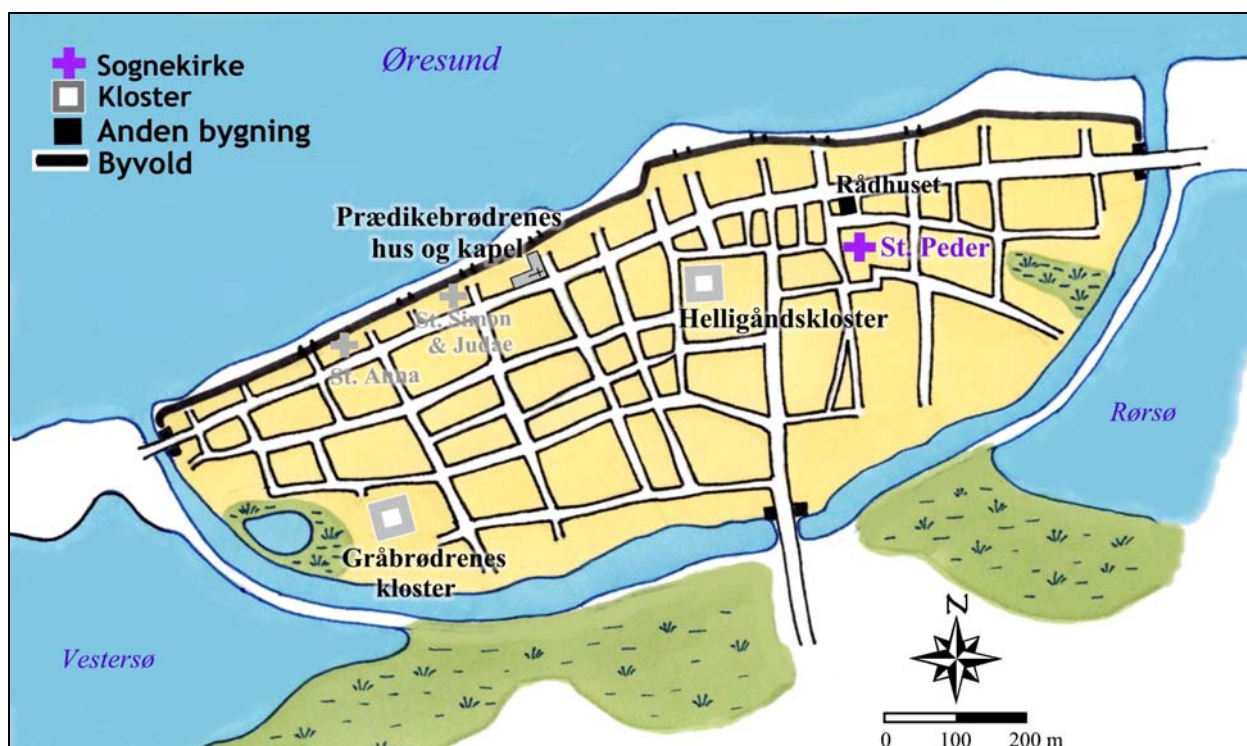 Øresund
Sognekirke
Kloster
Anden bygning
Byvold
Rådhuset
Prædikebrødrenes
hus og kapel
St. Peder
St. Simon
& Judae
Helligåndskloster
St. Anna
Rørsø
Gråbrødrenes
kloster
Vestersø
N
0 100 200 m